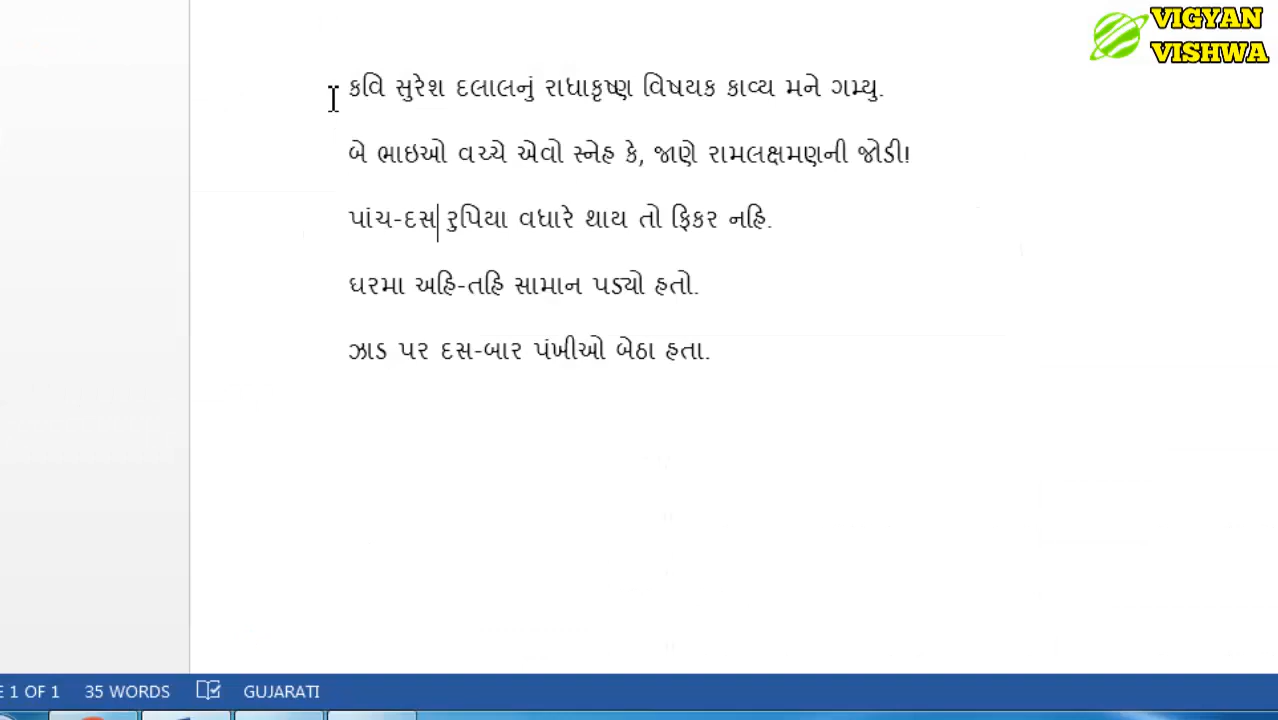 VIGYAN
VISHWA
કવિ સુરેશ દલાલનું રાધાકૃષ્ણ વિષયક કાવ્ય મને ગમ્યુ.
બે ભાઇઓ વચ્ચે એવો સ્નેહ કે, જાણે રામલક્ષમણની જોડી!
પાંચ-દસ રુપિયા વધારે થાય તો ફિકર નહિ.
ઘરમા અહિ-તહિ સામાન પડ્યો હતો.
ઝાડ પર દસ-બાર પંખીઓ બેઠા હતા.
E 1 OF 1 35 WORDS GUJARATI